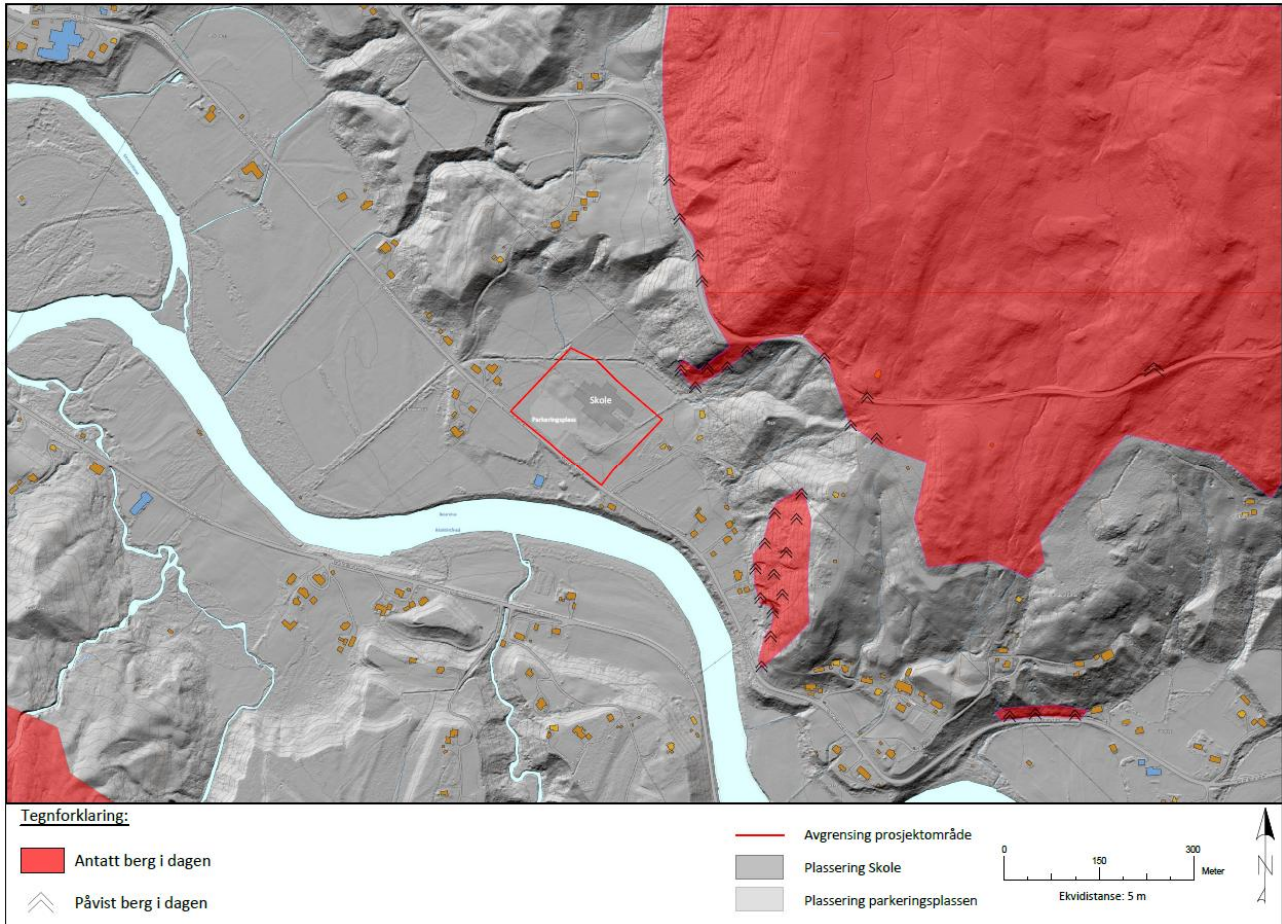 Skole
Parkeringsplass
Tegnforklaring:
Antatt berg i dagen
Påvist berg i dagen
Avgrensing prosjektområde
Plassering Skole
Plassering parkeringsplassen
0 150 300
Meter
Ekvidistanse: 5 m